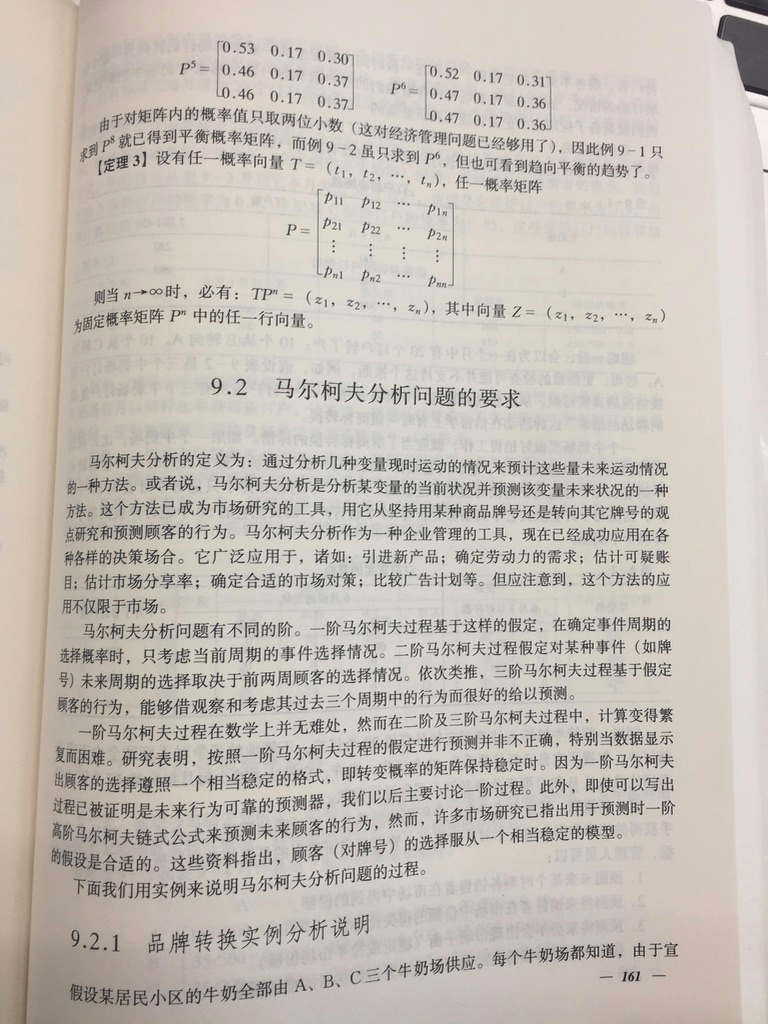 P⁵ = [0.53 0.17 0.30
0.46 0.17 0.37
0.46 0.17 0.37]
P⁶ = [0.52 0.17 0.31
0.47 0.17 0.36
0.47 0.17 0.36]
由于对矩阵内的概率值只取两位小数（这对经济管理问题已经够用了），因此例 9-1 只
求到 P⁸ 就已得到平衡概率矩阵，而例 9-2 虽只求到 P⁶，但也可看到趋向平衡的趋势了。
【定理 3】设有任一概率向量 T = （t₁，t₂，…，tₙ），任一概率矩阵
P = [p₁₁ p₁₂ … p₁ₙ
p₂₁ p₂₂ … p₂ₙ
⋮ ⋮ ⋮ ⋮
pₙ₁ pₙ₂ … pₙₙ]
则当 n→∞时，必有：TPⁿ = （z₁，z₂，…，zₙ），其中向量 Z = （z₁，z₂，…，zₙ）
为固定概率矩阵 Pⁿ 中的任一行向量。
9.2 马尔柯夫分析问题的要求
马尔柯夫分析的定义为：通过分析几种变量现时运动的情况来预计这些量未来运动情况
的一种方法。或者说，马尔柯夫分析是分析某变量的当前状况并预测该变量未来状况的一种
方法。这个方法已成为市场研究的工具，用它从坚持用某种商品牌号还是转向其它牌号的观
点研究和预测顾客的行为。马尔柯夫分析作为一种企业管理的工具，现在已经成功应用在各
种各样的决策场合。它广泛应用于，诸如：引进新产品；确定劳动力的需求；估计可疑账
目；估计市场分享率；确定合适的市场对策；比较广告计划等。但应注意到，这个方法的应
用不仅限于市场。
马尔柯夫分析问题有不同的阶。一阶马尔柯夫过程基于这样的假定，在确定事件周期的
选择概率时，只考虑当前周期的事件选择情况。二阶马尔柯夫过程假定对某种事件（如牌
号）未来周期的选择取决于前两周顾客的选择情况。依次类推，三阶马尔柯夫过程基于假定
顾客的行为，能够借观察和考虑其过去三个周期中的行为而很好的给以预测。
一阶马尔柯夫过程在数学上并无难处，然而在二阶及三阶马尔柯夫过程中，计算变得繁
复而困难。研究表明，按照一阶马尔柯夫过程的假定进行预测并非不正确，特别当数据显示
出顾客的选择遵照一个相当稳定的格式，即转变概率的矩阵保持稳定时。因为一阶马尔柯夫
过程已被证明是未来行为可靠的预测器，我们以后主要讨论一阶过程。此外，即使可以写出
高阶马尔柯夫链式公式来预测未来顾客的行为，然而，许多市场研究已指出用于预测时一阶
的假设是合适的。这些资料指出，顾客（对牌号）的选择服从一个相当稳定的模型。
下面我们用实例来说明马尔柯夫分析问题的过程。
9.2.1 品牌转换实例分析说明
假设某居民小区的牛奶全部由 A、B、C 三个牛奶场供应。每个牛奶场都知道，由于宣
— 161 —